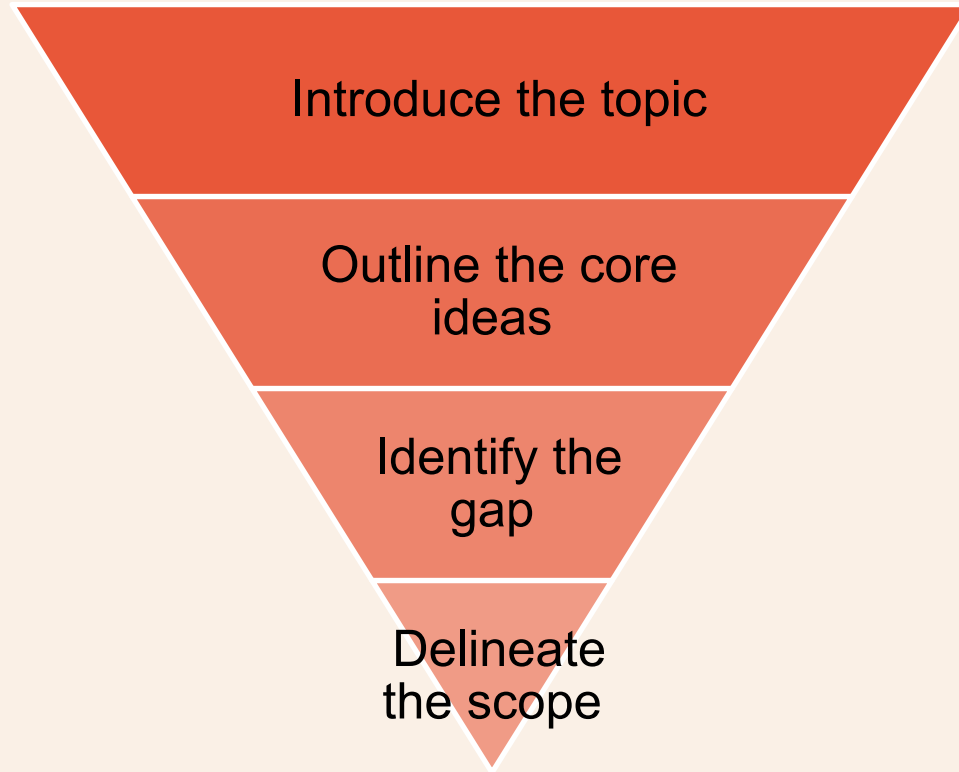 Introduce the topic
Outline the core
ideas
Identify the
gap
Delineate
the scope